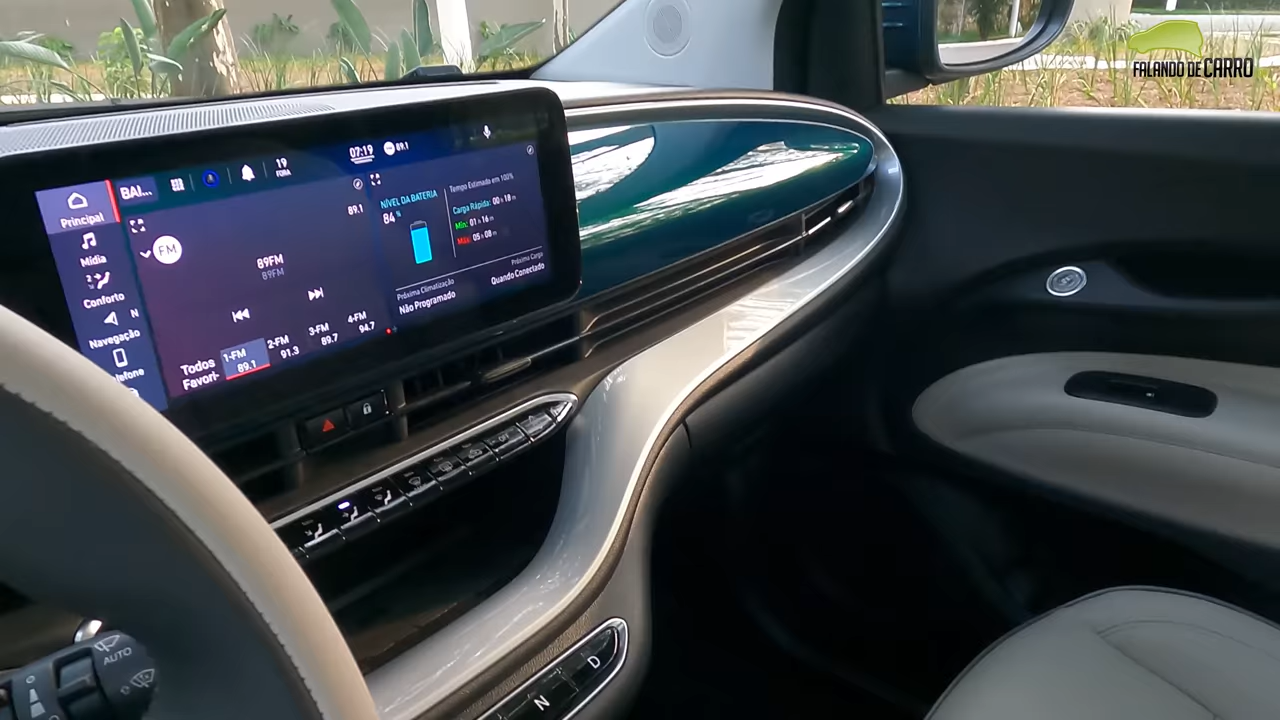 FALANDO DE CARRO
07:19
89.1
19
FORA
BAI...
Principal
Mídia
Conforto
N
Navegação
89.1
FM
89FM
89FM
Todos
Favori-
1-FM
89.1
2-FM
91.3
3-FM
89.7
4-FM
94.7
NÍVEL DA BATERIA
84 %
Tempo Estimado em 100%
Carga Rápida: 00 h 18 m
Min: 01 h 16 m
Máx: 05 h 08 m
Próxima Climatização
Não Programado
Próxima Carga
Quando Conectado
OFF
AUTO
N
D